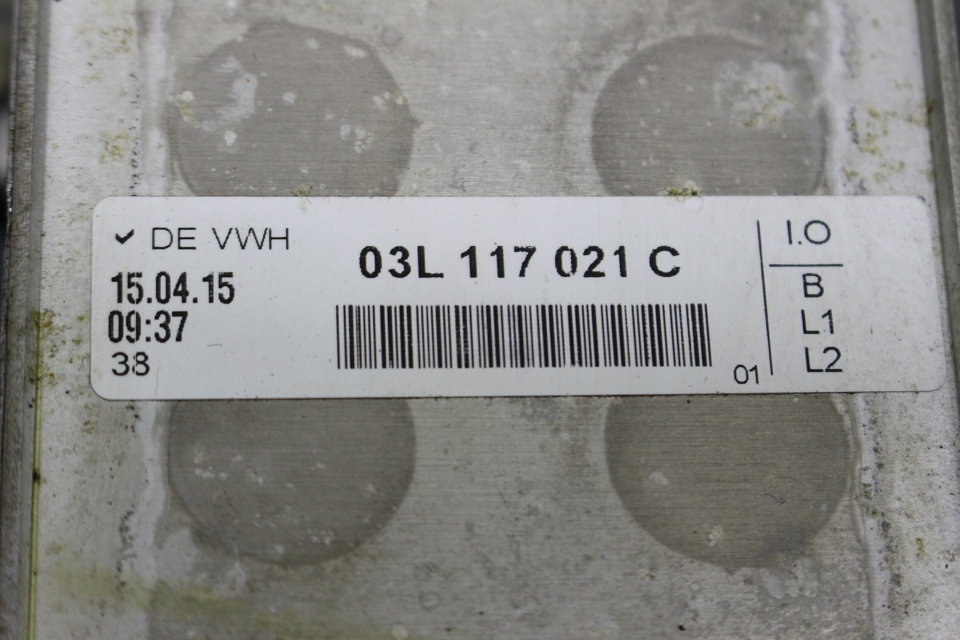 ✓ DE VWH
15.04.15
09:37
38
03L 117 021 C
01
I.O
B
L1
L2